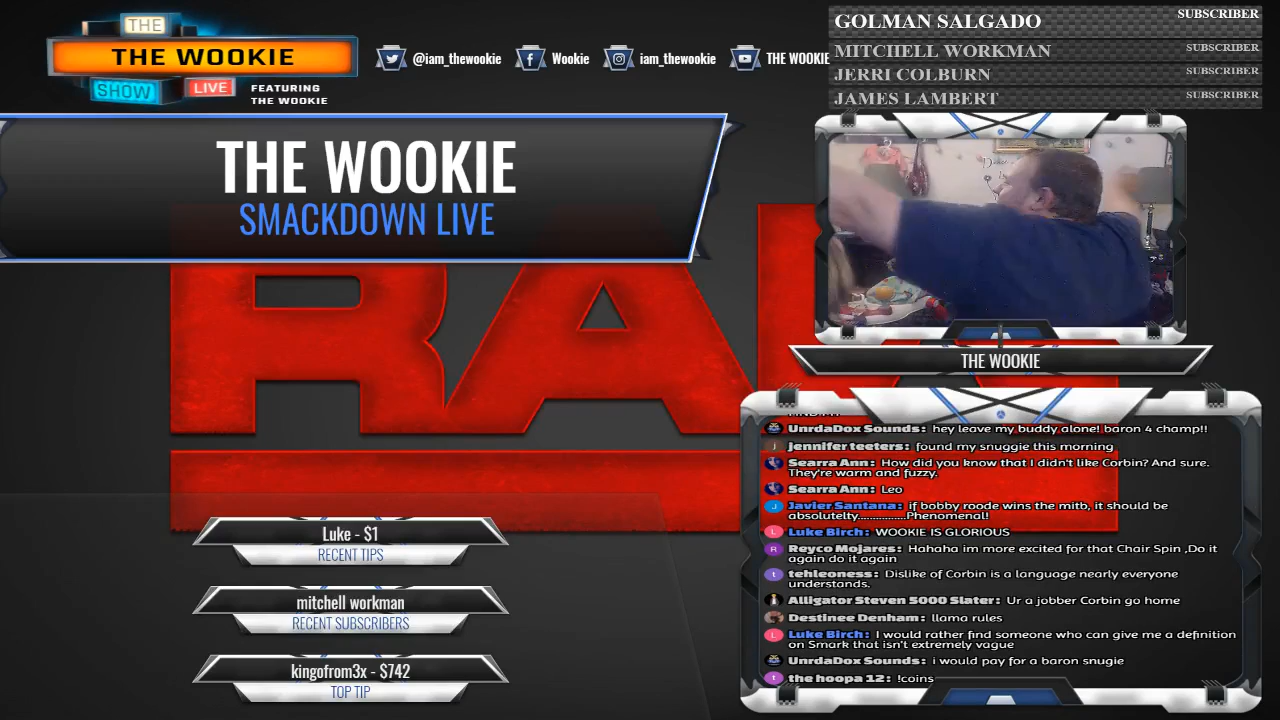 THE
THE WOOKIE
SHOW
LIVE
FEATURING
THE WOOKIE
@iam_thewookie
Wookie
iam_thewookie
THE WOOKIE
GOLMAN SALGADO SUBSCRIBER
MITCHELL WORKMAN SUBSCRIBER
JERRI COLBURN SUBSCRIBER
JAMES LAMBERT SUBSCRIBER
THE WOOKIE
SMACKDOWN LIVE
RA
THE WOOKIE
UnrdaDox Sounds: hey leave my buddy alone! baron 4 champ!!
jennifer teeters: found my snuggie this morning
Searra Ann: How did you know that I didn't like Corbin? And sure.
They're warm and fuzzy.
Searra Ann: Leo
Javier Santana: if bobby roode wins the mitb, it should be
absolutelty...............Phenomenal!
Luke Birch: WOOKIE IS GLORIOUS
Reyco Mojares: Hahaha im more excited for that Chair Spin ,Do it
again do it again
tehleoness: Dislike of Corbin is a language nearly everyone
understands.
Alligator Steven 5000 Slater: Ur a jobber Corbin go home
Destinee Denham: llama rules
Luke Birch: I would rather find someone who can give me a definition
on Smark that isn't extremely vague
UnrdaDox Sounds: i would pay for a baron snugie
the hoopa 12: !coins
Luke - $1
RECENT TIPS
mitchell workman
RECENT SUBSCRIBERS
kingofrom3x - $742
TOP TIP